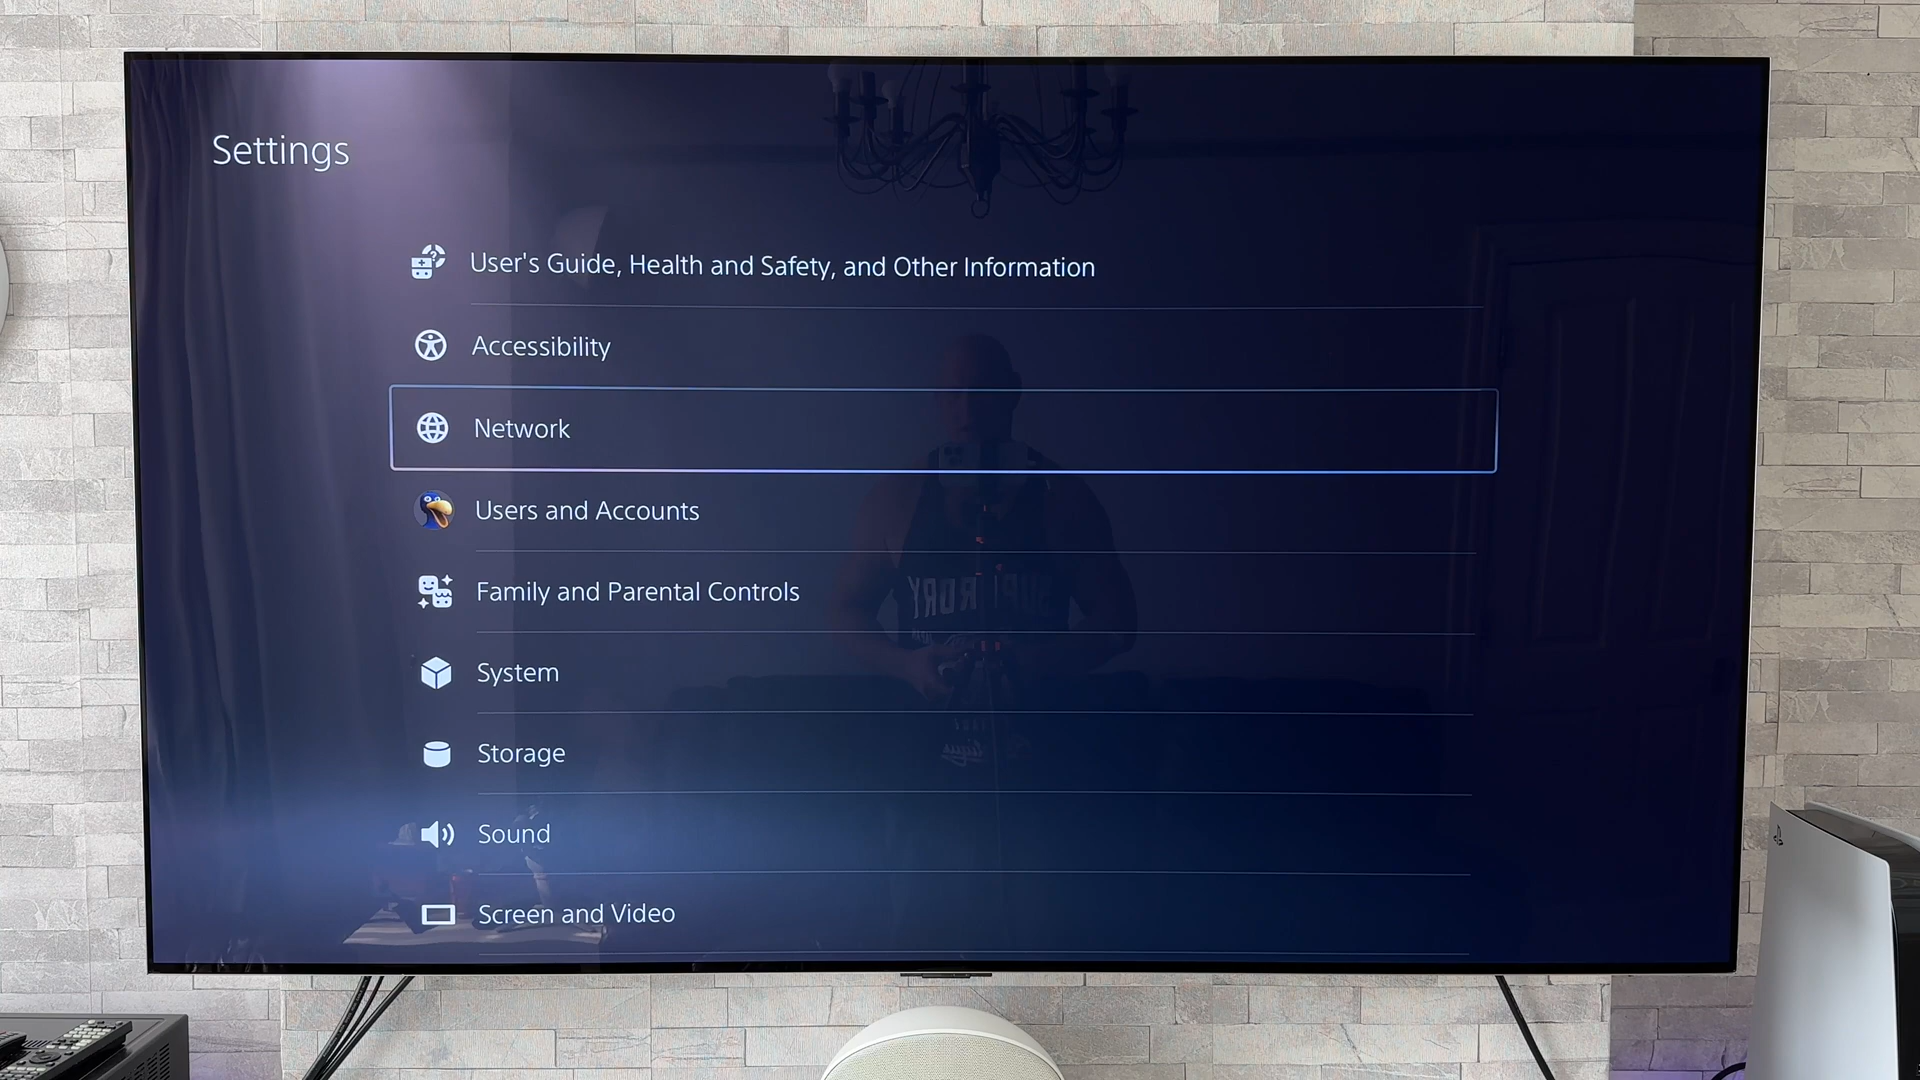 Settings
User's Guide, Health and Safety, and Other Information
Accessibility
Network
Users and Accounts
Family and Parental Controls
System
Storage
Sound
Screen and Video